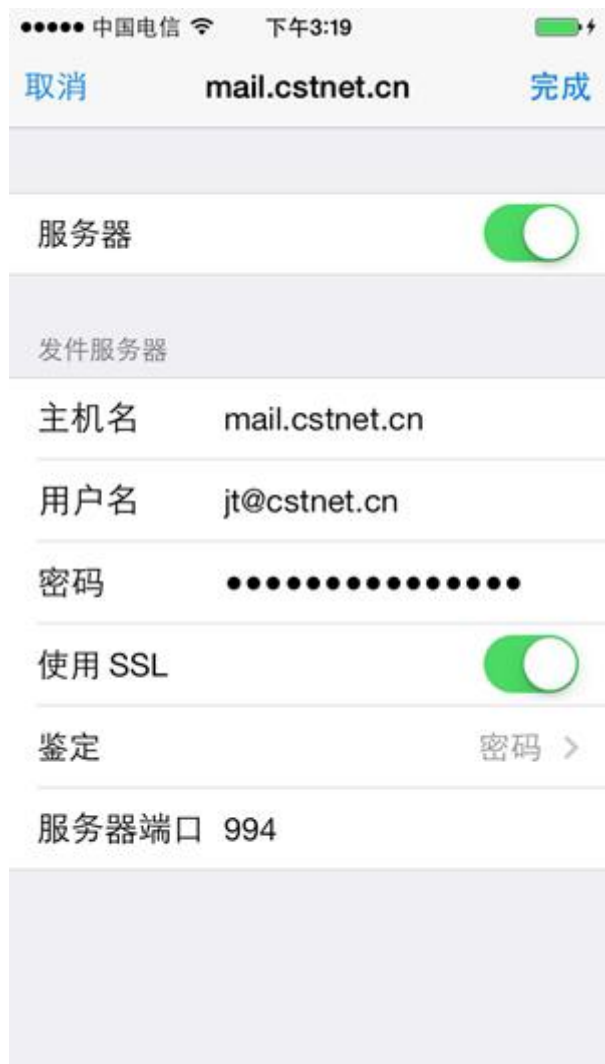 中国电信 下午3:19
取消 mail.cstnet.cn 完成
服务器
发件服务器
主机名 mail.cstnet.cn
用户名 jt@cstnet.cn
密码 ●●●●●●●●●●●●●●●
使用 SSL
鉴定 密码
服务器端口 994